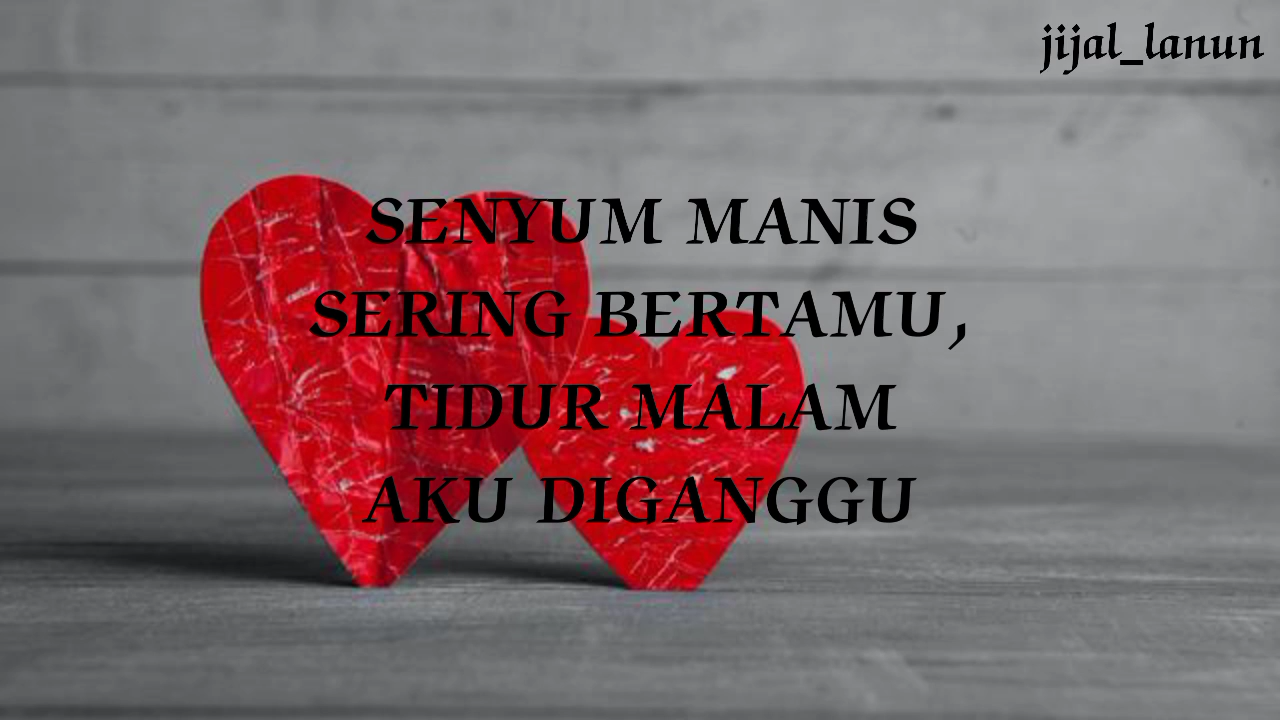 jijal_lanun
SENYUM MANIS
SERING BERTAMU,
TIDUR MALAM
AKU DIGANGGU